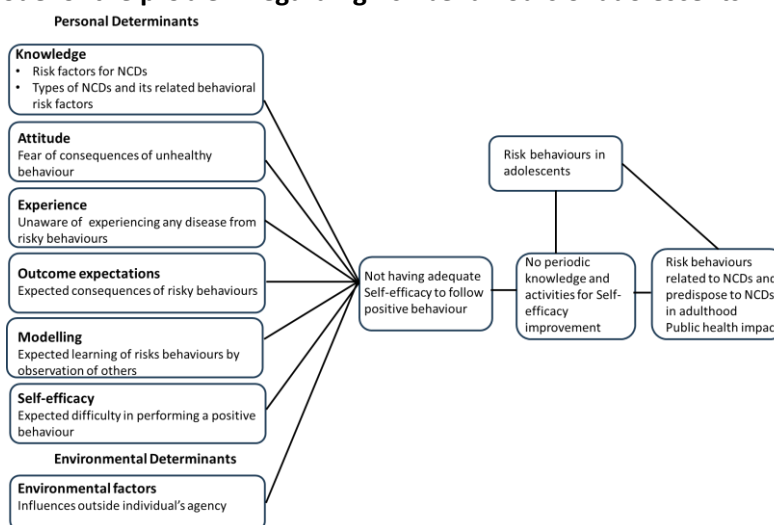 Personal Determinants
Knowledge
• Risk factors for NCDs
• Types of NCDs and its related behavioral
risk factors
Attitude
Fear of consequences of unhealthy
behaviour
Experience
Unaware of experiencing any disease from
risky behaviours
Outcome expectations
Expected consequences of risky behaviours
Modelling
Expected learning of risks behaviours by
observation of others
Self-efficacy
Expected difficulty in performing a positive
behaviour
Environmental Determinants
Environmental factors
Influences outside individual's agency
Not having adequate
Self-efficacy to follow
positive behaviour
Risk behaviours in
adolescents
No periodic
knowledge and
activities for Self-
efficacy
improvement
Risk behaviours
related to NCDs and
predispose to NCDs
in adulthood
Public health impac